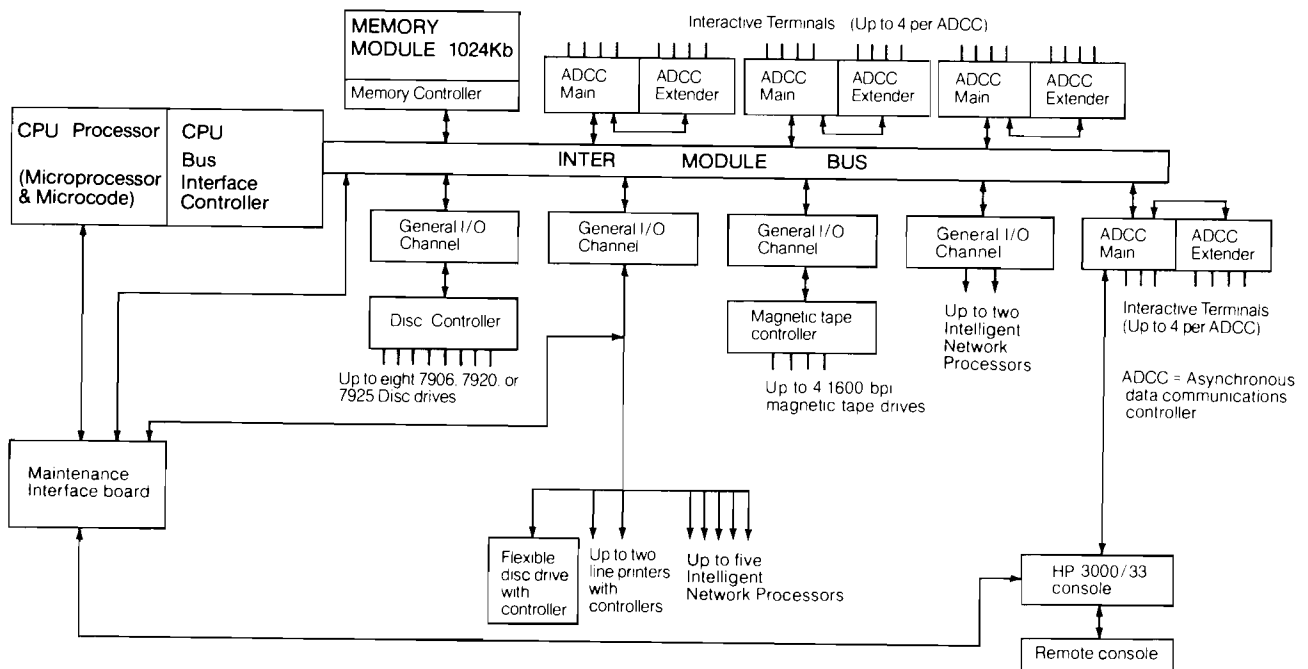 MEMORY
MODULE 1024Kb
Memory Controller
Interactive Terminals (Up to 4 per ADCC)
ADCC
Main
ADCC
Extender
ADCC
Main
ADCC
Extender
ADCC
Main
ADCC
Extender
CPU Processor
(Microprocessor
& Microcode)
CPU
Bus
Interface
Controller
INTER MODULE BUS
General I/O
Channel
General I/O
Channel
General I/O
Channel
General I/O
Channel
ADCC
Main
ADCC
Extender
Disc Controller
Up to eight 7906, 7920, or
7925 Disc drives
Magnetic tape
controller
Up to 4 1600 bpi
magnetic tape drives
Up to two
Intelligent
Network
Processors
Interactive Terminals
(Up to 4 per ADCC)
ADCC = Asynchronous
data communications
controller
Maintenance
Interface board
Flexible
disc drive
with
controller
Up to two
line printers
with
controllers
Up to five
Intelligent
Network Processors
HP 3000/33
console
Remote console